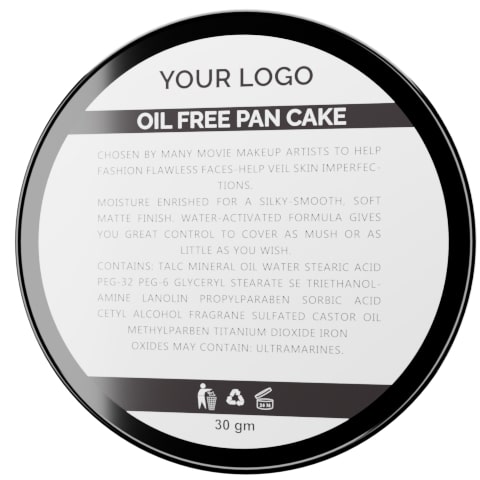 YOUR LOGO
OIL FREE PAN CAKE
CHOSEN BY MANY MOVIE MAKEUP ARTISTS TO HELP
FASHION FLAWLESS FACES-HELP VEIL SKIN IMPERFEC-
TIONS.
MOISTURE ENRISHED FOR A SILKY-SMOOTH, SOFT
MATTE FINISH. WATER-ACTIVATED FORMULA GIVES
YOU GREAT CONTROL TO COVER AS MUSH OR AS
LITTLE AS YOU WISH.
CONTAINS: TALC MINERAL OIL WATER STEARIC ACID
PEG-32 PEG-6 GLYCERYL STEARATE SE TRIETHANOL-
AMINE LANOLIN PROPYLPARABEN SORBIC ACID
CETYL ALCOHOL FRAGRANE SULFATED CASTOR OIL
METHYLPARBEN TITANIUM DIOXIDE IRON
OXIDES MAY CONTAIN: ULTRAMARINES.
24 M
30 gm